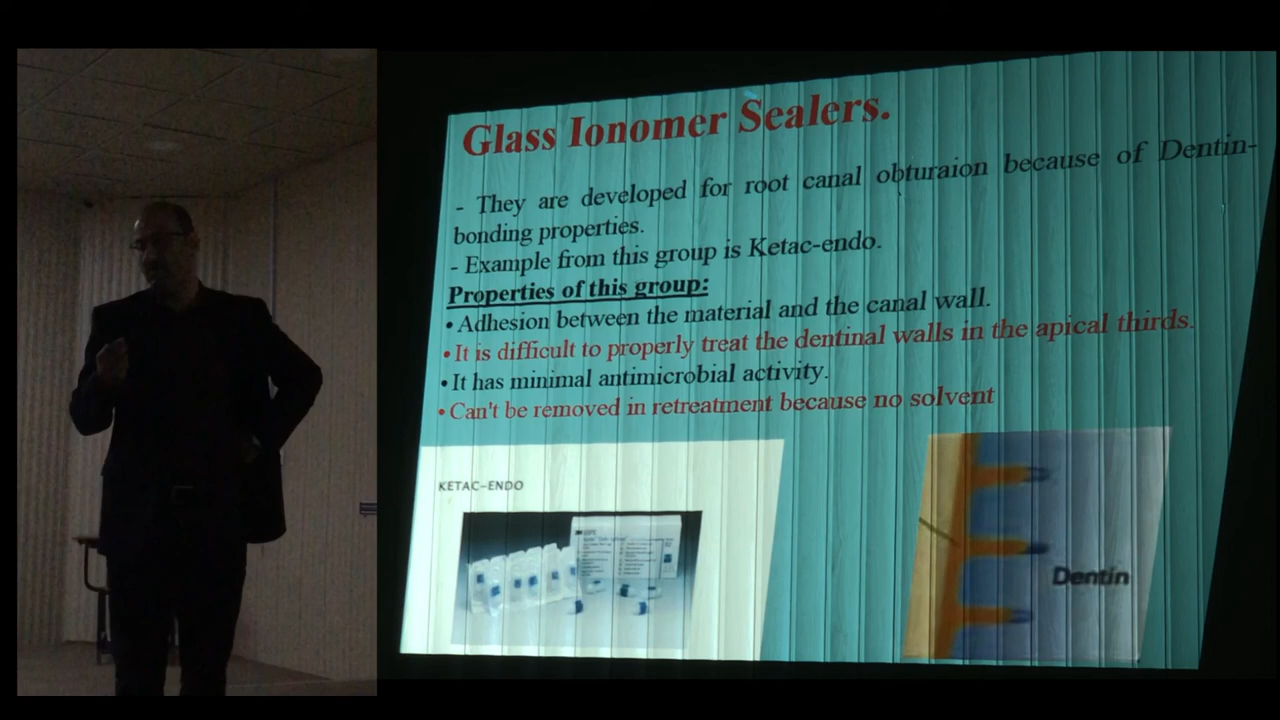 Glass Ionomer Sealers.
- They are developed for root canal obturaion because of Dentin-
bonding properties.
- Example from this group is Ketac-endo.
Properties of this group:
• Adhesion between the material and the canal wall.
• It is difficult to properly treat the dentinal walls in the apical thirds.
• It has minimal antimicrobial activity.
• Can't be removed in retreatment because no solvent
KETAC-ENDO
Dentin